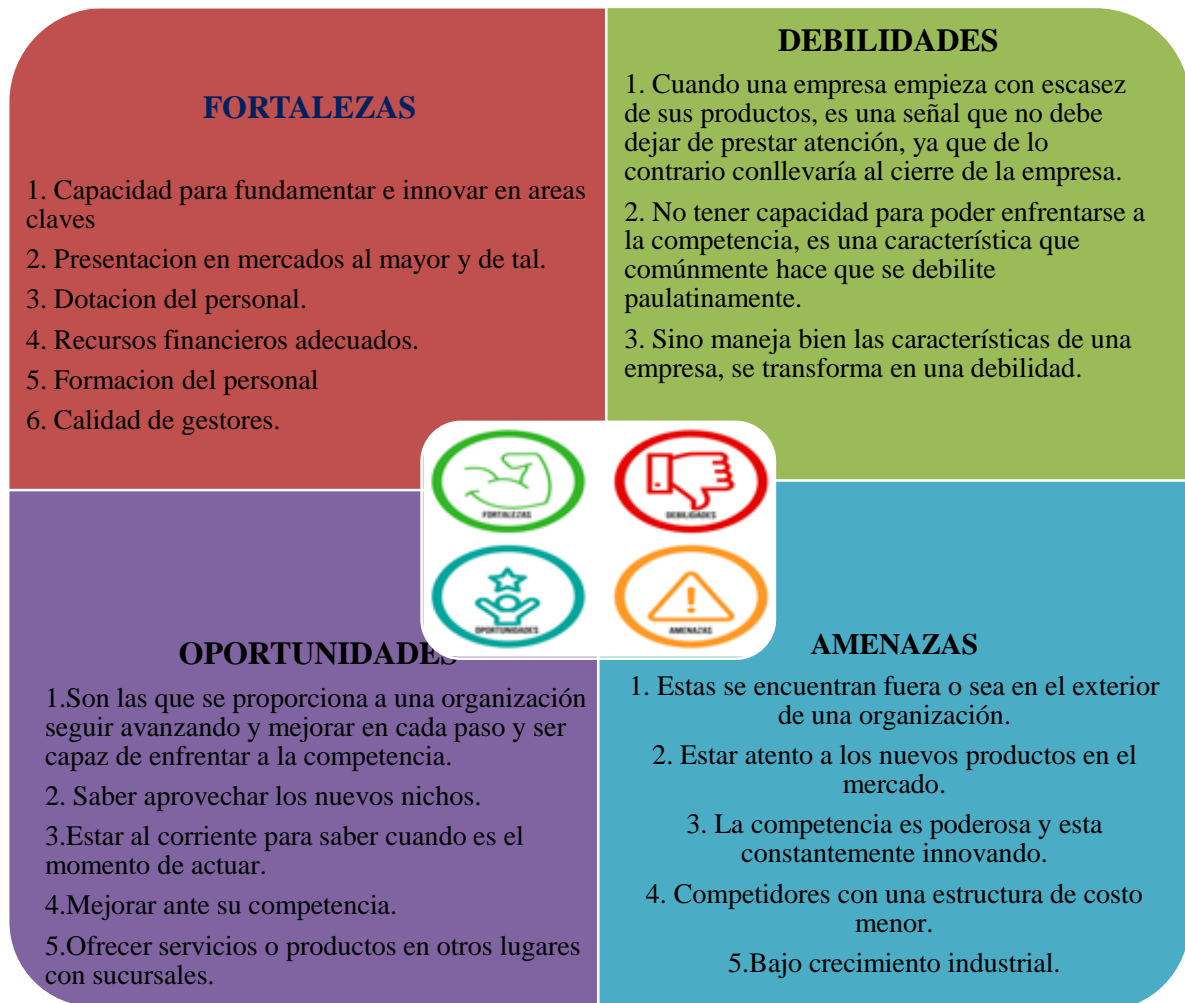 FORTALEZAS
1. Capacidad para fundamentar e innovar en areas
claves
2. Presentacion en mercados al mayor y de tal.
3. Dotacion del personal.
4. Recursos financieros adecuados.
5. Formacion del personal
6. Calidad de gestores.
DEBILIDADES
1. Cuando una empresa empieza con escasez
de sus productos, es una señal que no debe
dejar de prestar atención, ya que de lo
contrario conllevaría al cierre de la empresa.
2. No tener capacidad para poder enfrentarse a
la competencia, es una característica que
comúnmente hace que se debilite
paulatinamente.
3. Sino maneja bien las características de una
empresa, se transforma en una debilidad.
FORTALEZAS
DEBILIDADES
OPORTUNIDADES
AMENAZAS
OPORTUNIDADES
1.Son las que se proporciona a una organización
seguir avanzando y mejorar en cada paso y ser
capaz de enfrentar a la competencia.
2. Saber aprovechar los nuevos nichos.
3.Estar al corriente para saber cuando es el
momento de actuar.
4.Mejorar ante su competencia.
5.Ofrecer servicios o productos en otros lugares
con sucursales.
AMENAZAS
1. Estas se encuentran fuera o sea en el exterior
de una organización.
2. Estar atento a los nuevos productos en el
mercado.
3. La competencia es poderosa y esta
constantemente innovando.
4. Competidores con una estructura de costo
menor.
5.Bajo crecimiento industrial.